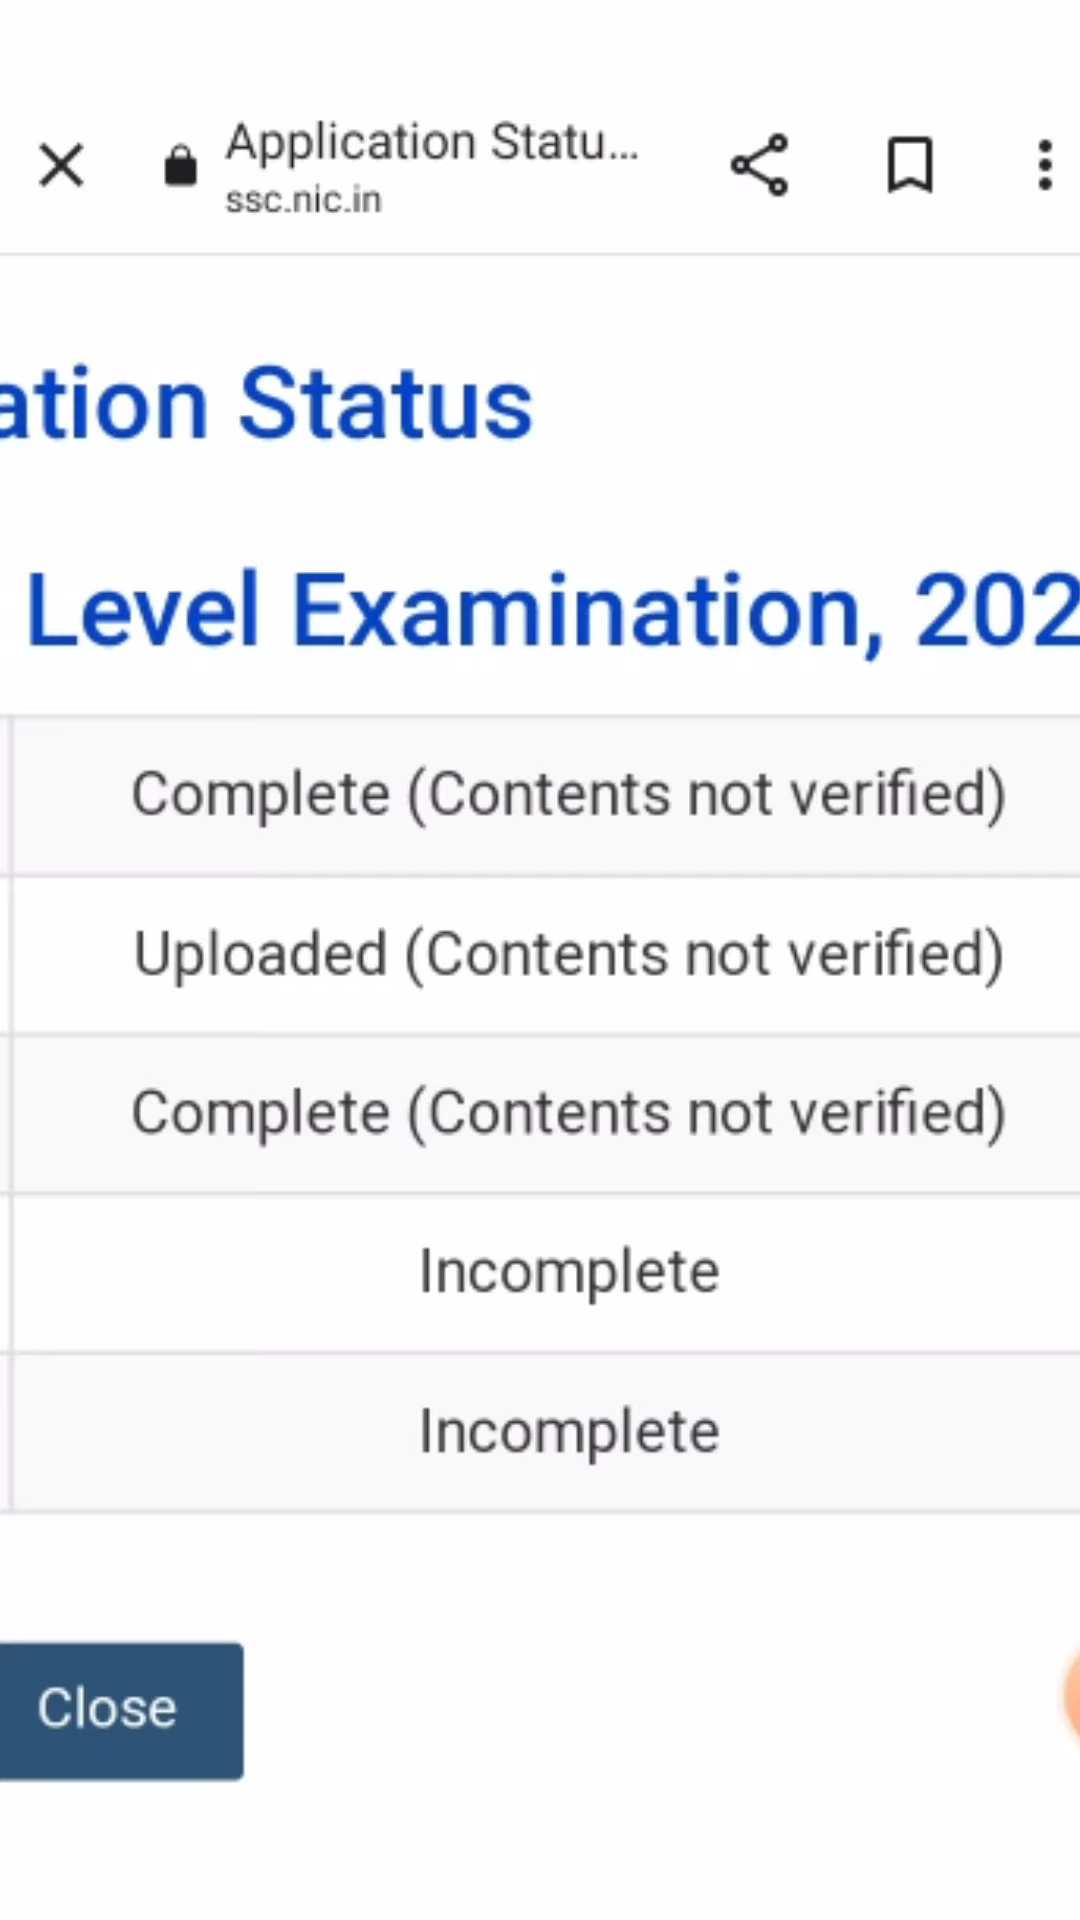 Application Statu...
ssc.nic.in
ation Status
Level Examination, 202
Complete (Contents not verified)
Uploaded (Contents not verified)
Complete (Contents not verified)
Incomplete
Incomplete
Close